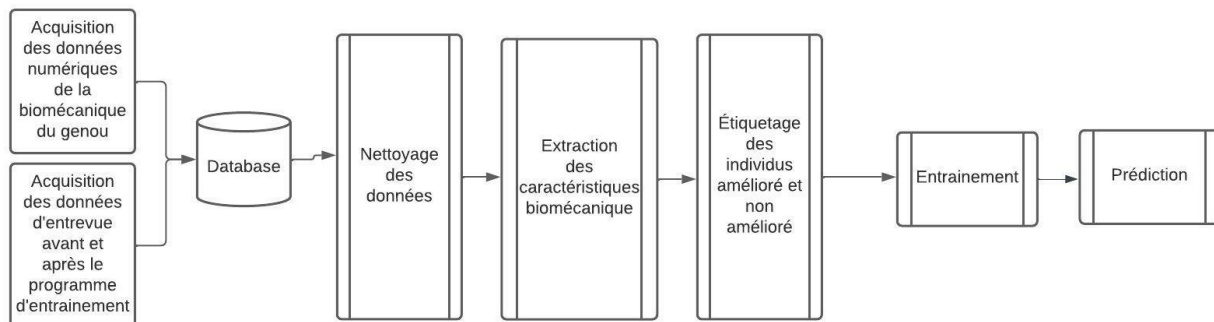 Acquisition
des données
numériques
de la
biomécanique
du genou
Acquisition
des données
d'entrevue
avant et
après le
programme
d'entrainement
Database
Nettoyage
des
données
Extraction
des
caractéristiques
biomécanique
Étiquetage
des
individus
amélioré et
non
amélioré
Entrainement
Prédiction